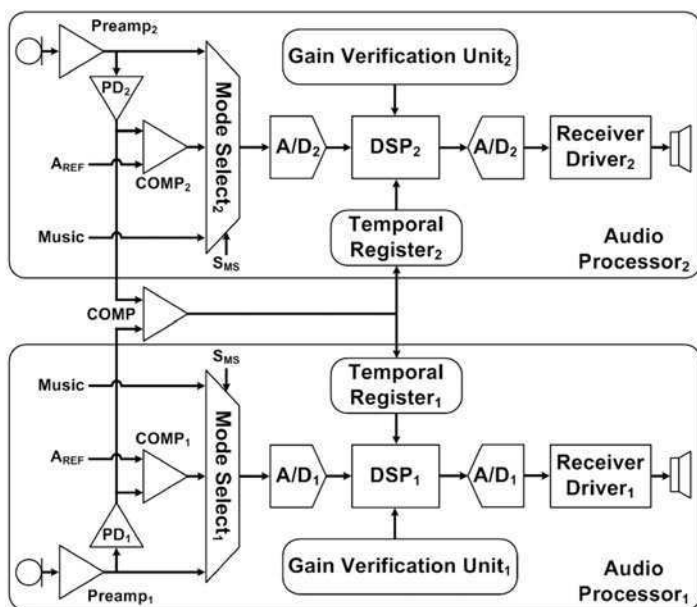 Preamp2
PD2
AREF
COMP2
Music
Mode Select2
SMS
A/D2
Gain Verification Unit2
DSP2
A/D2
Receiver
Driver2
Temporal
Register2
Audio
Processor2
COMP
SMS
Music
Temporal
Register1
COMP1
AREF
Mode Select1
A/D1
DSP1
A/D1
Receiver
Driver1
PD1
Gain Verification Unit1
Preamp1
Audio
Processor1